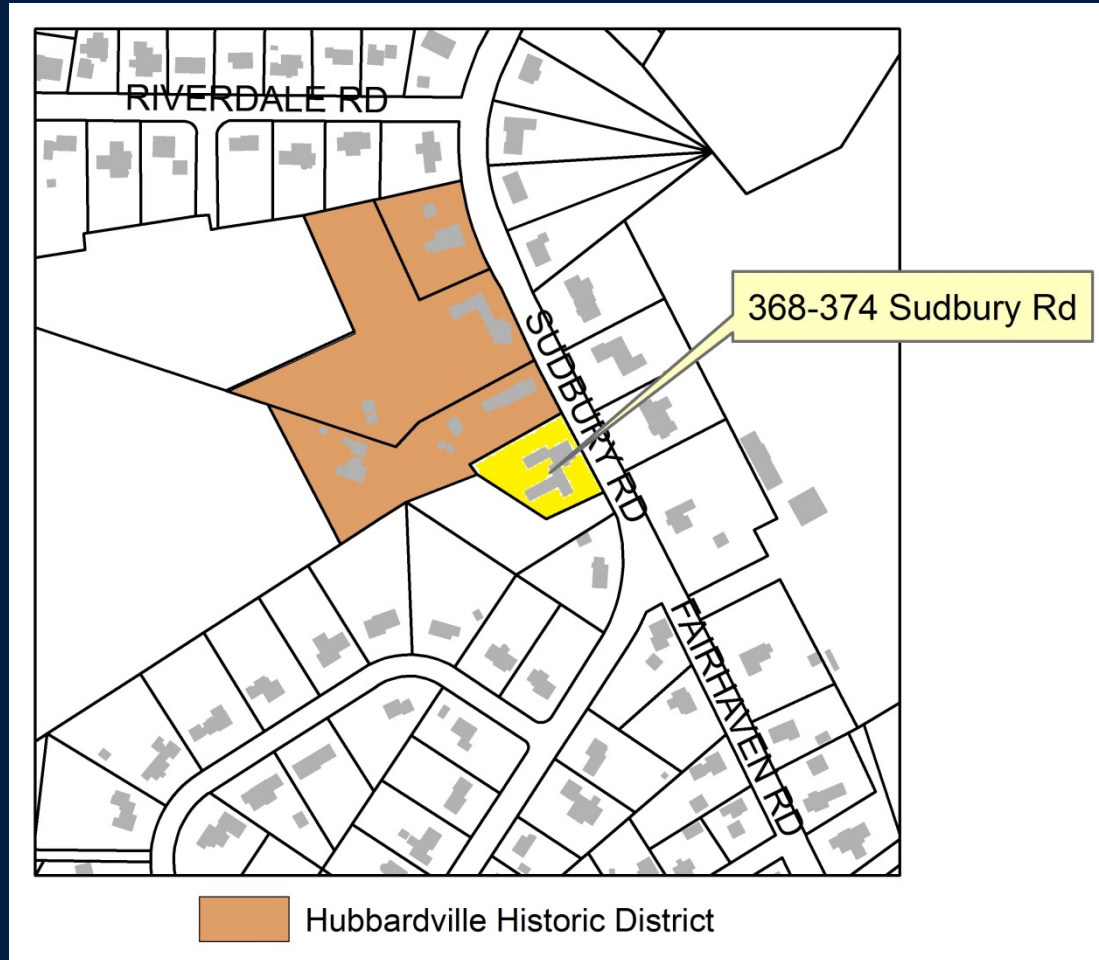 RIVERDALE RD
368-374 Sudbury Rd
SUDBURY RD
FAIRHAVEN RD
Hubbardville Historic District